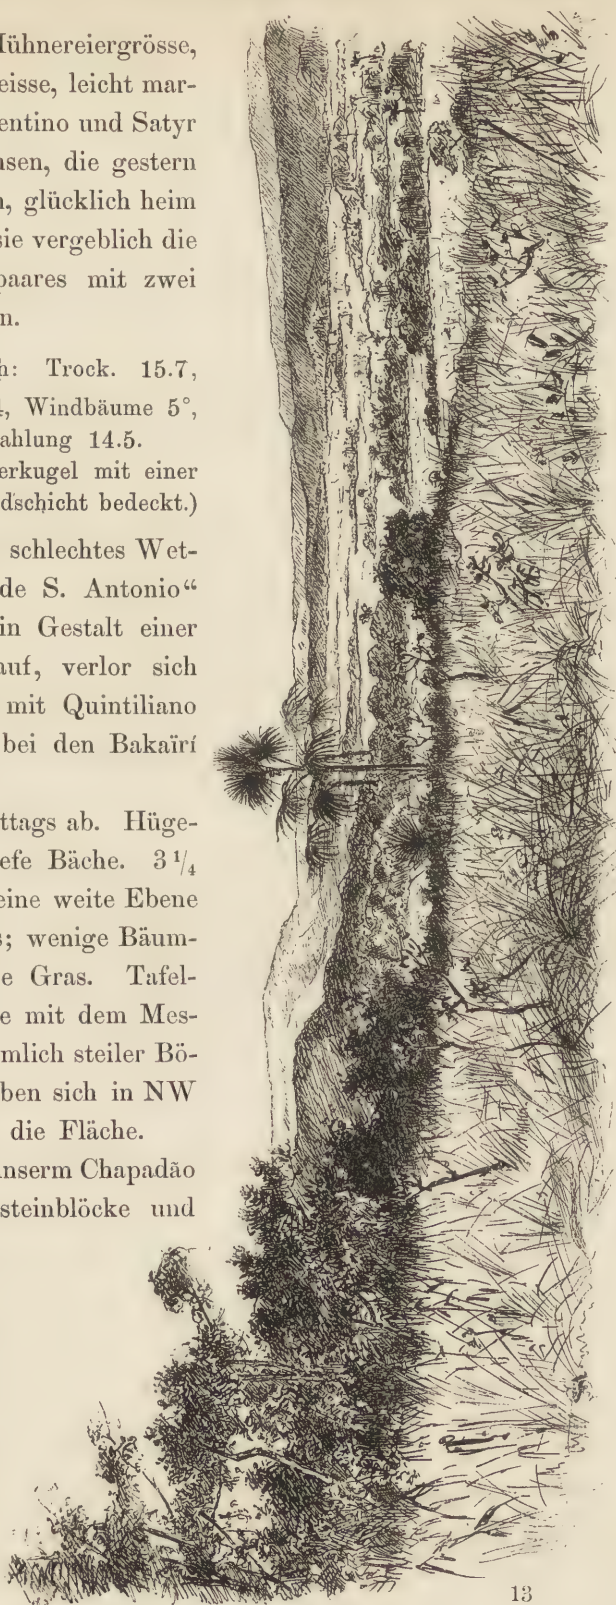 Hühnereiergrösse,
eisse, leicht mar-
entino und Satyr
nsen, die gestern
n, glücklich heim
sie vergeblich die
paares mit zwei
n.
h: Trock. 15.7,
Windbäume 5°,
ahlung 14.5.
erkugel mit einer
dschicht bedeckt.)
schlechtes Wet-
de S. Antonio“
in Gestalt einer
auf, verlor sich
mit Quintiliano
bei den Bakaïrí
ttags ab. Hüge-
efe Bäche. 3 ¹/₄
eine weite Ebene
s; wenige Bäum-
e Gras. Tafel-
e mit dem Mes-
mlich steiler Bö-
ben sich in NW
die Fläche.
unserm Chapadão
steinblöcke und
13